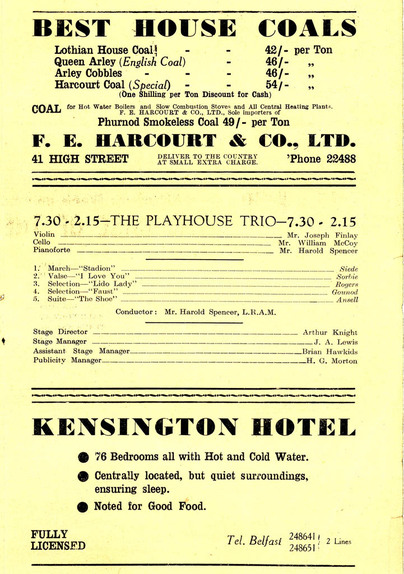 BEST HOUSE COALS
Lothian House Coal - - 42/- per Ton
Queen Arley (English Coal) - 46/- „
Arley Cobbles - - - 46/- „
Harcourt Coal (Special) - 54/- „
(One Shilling per Ton Discount for Cash)
COAL for Hot Water Boilers and Slow Combustion Stoves and All Central Heating Plants.
F. E. HARCOURT & CO., LTD., Sole importers of
Phurnod Smokeless Coal 49/- per Ton
F. E. HARCOURT & CO., LTD.
41 HIGH STREET DELIVER TO THE COUNTRY AT SMALL EXTRA CHARGE. 'Phone 22488
7.30 - 2.15—THE PLAYHOUSE TRIO—7.30 - 2.15
Violin Mr. Joseph Finlay
Cello Mr. William McCoy
Pianoforte Mr. Harold Spencer
1. March—"Stadion" Siede
2. Valse—"I Love You" Sorbie
3. Selection—"Lido Lady" Rogers
4. Selection—"Faust" Gounod
5. Suite—"The Shoe" Ansell
Conductor: Mr. Harold Spencer, L.R.A.M.
Stage Director Arthur Knight
Stage Manager J. A. Lewis
Assistant Stage Manager Brian Hawkids
Publicity Manager H. G. Morton
KENSINGTON HOTEL
● 76 Bedrooms all with Hot and Cold Water.
● Centrally located, but quiet surroundings,
ensuring sleep.
● Noted for Good Food.
FULLY
LICENSED
Tel. Belfast 248641 248651 } 2 Lines